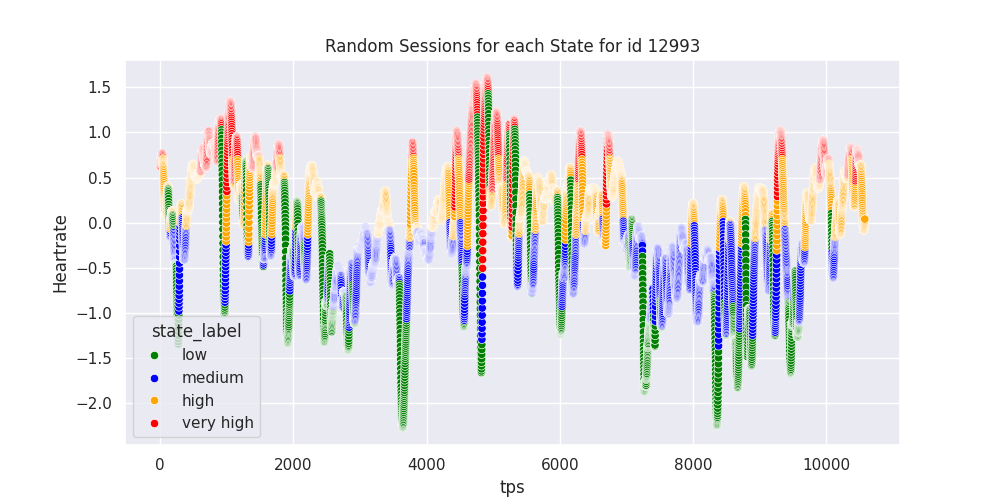 Random Sessions for each State for id 12993
Heartrate
1.5
1.0
0.5
0.0
−0.5
−1.0
−1.5
−2.0
state_label
low
medium
high
very high
0 2000 4000 6000 8000 10000
tps